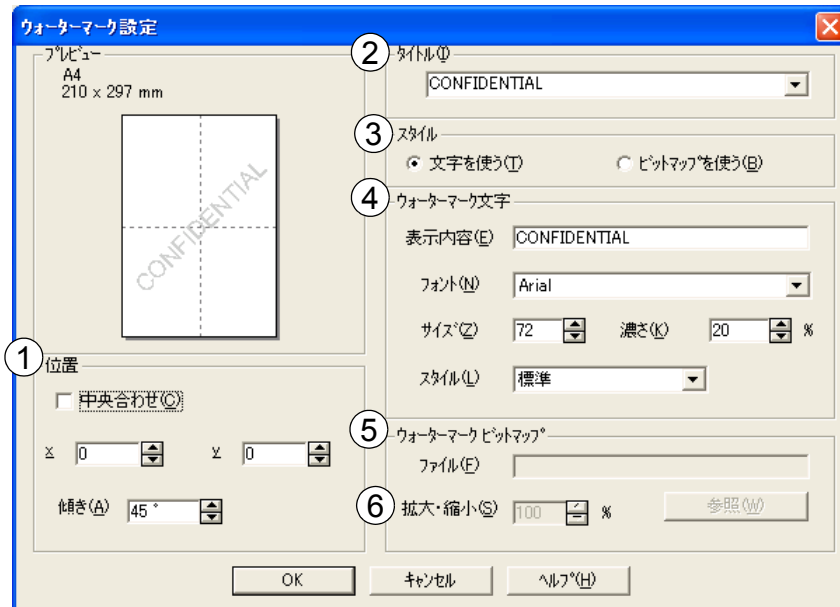 ウォーターマーク設定
プレビュー
A4
210 x 297 mm
CONFIDENTIAL
① 位置
中央合わせ(C)
x 0 y 0
傾き(A) 45 °
② タイトル(I)
CONFIDENTIAL
③ スタイル
文字を使う(T) ビットマップを使う(B)
④ ウォーターマーク文字
表示内容(E) CONFIDENTIAL
フォント(N) Arial
サイズ(Z) 72 濃さ(K) 20 %
スタイル(L) 標準
⑤ ウォーターマーク ビットマップ
ファイル(F)
⑥ 拡大・縮小(S) 100 % 参照(W)
OK キャンセル ヘルプ(H)